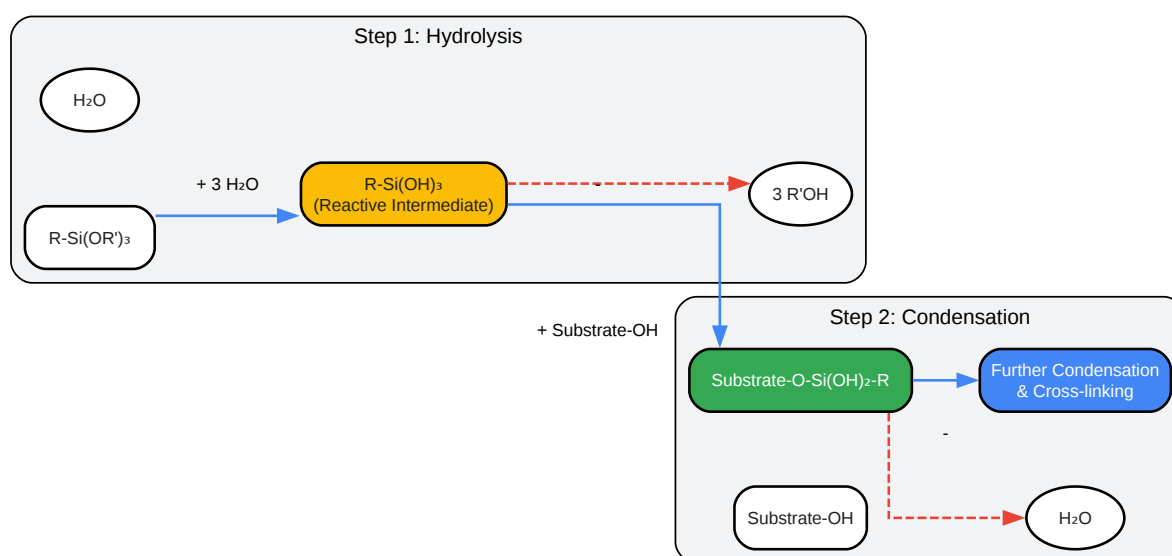 Step 1: Hydrolysis
H₂O
+ 3 H₂O
R-Si(OR')₃
R-Si(OH)₃
(Reactive Intermediate)
-
3 R'OH
+ Substrate-OH
Step 2: Condensation
Substrate-O-Si(OH)₂-R
Further Condensation
& Cross-linking
-
Substrate-OH
H₂O